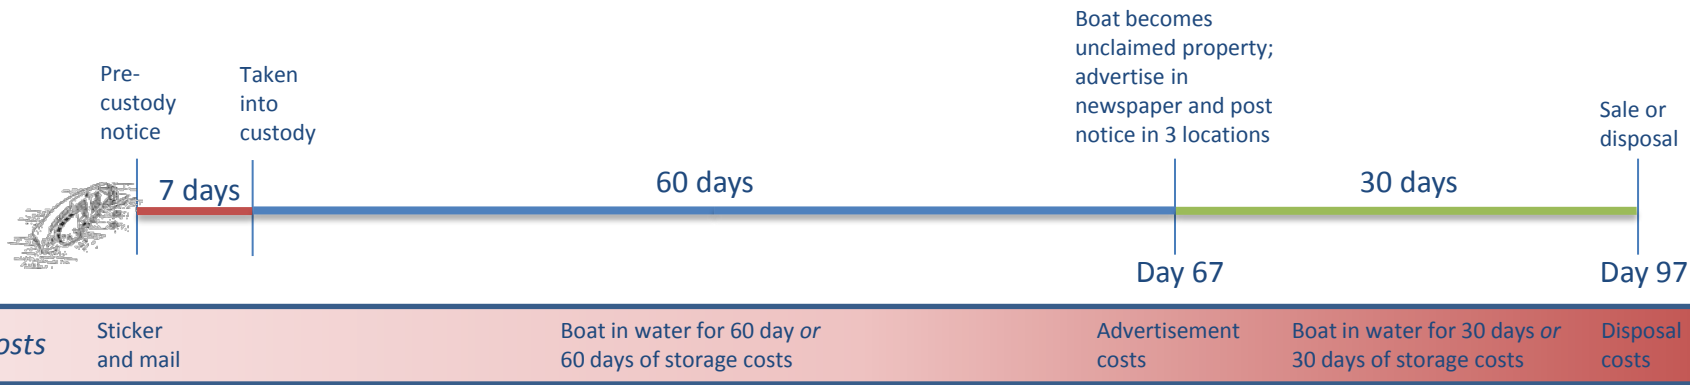 Pre-
custody
notice
Taken
into
custody
Boat becomes
unclaimed property;
advertise in
newspaper and post
notice in 3 locations
Sale or
disposal
7 days
60 days
30 days
Day 67
Day 97
osts
Sticker
and mail
Boat in water for 60 day or
60 days of storage costs
Advertisement
costs
Boat in water for 30 days or
30 days of storage costs
Disposal
costs